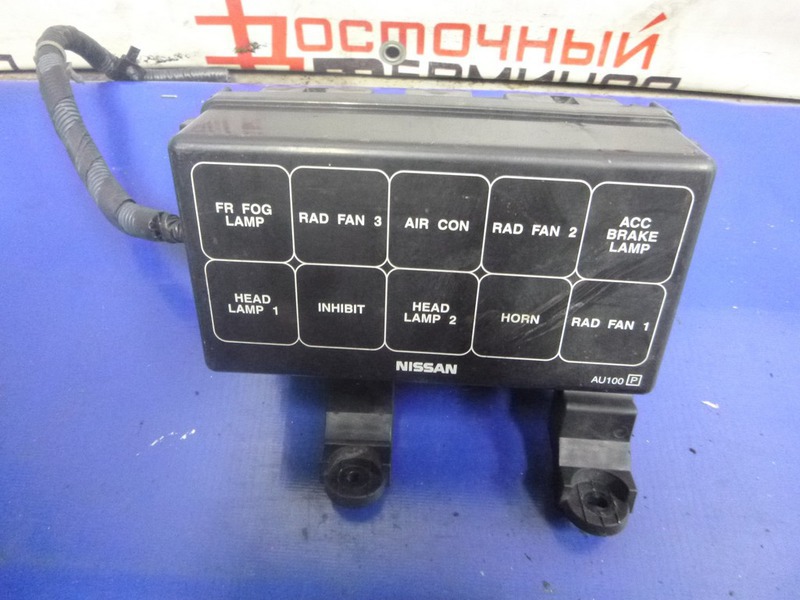 Восточный
FR FOG
LAMP
RAD FAN 3
AIR CON
RAD FAN 2
ACC
BRAKE
LAMP
HEAD
LAMP 1
INHIBIT
HEAD
LAMP 2
HORN
RAD FAN 1
NISSAN
AU100 P